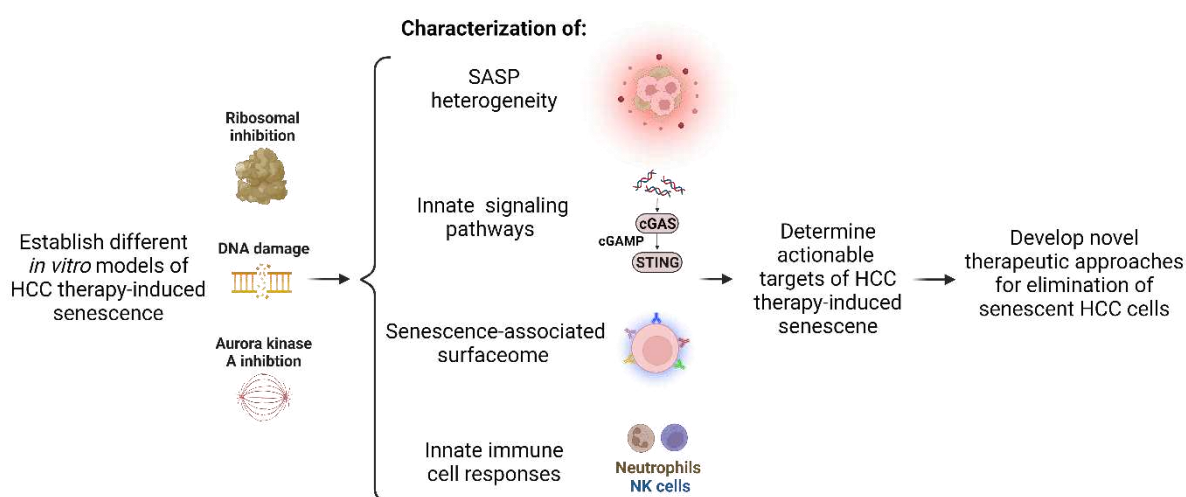 Establish different
in vitro models of
HCC therapy-induced
senescence
Ribosomal
inhibition
DNA damage
Aurora kinase
A inhibtion
Characterization of:
SASP
heterogeneity
Innate signaling
pathways
cGAS
cGAMP
STING
Senescence-associated
surfaceome
Innate immune
cell responses
Neutrophils
NK cells
Determine
actionable
targets of HCC
therapy-induced
senescene
Develop novel
therapeutic approaches
for elimination of
senescent HCC cells